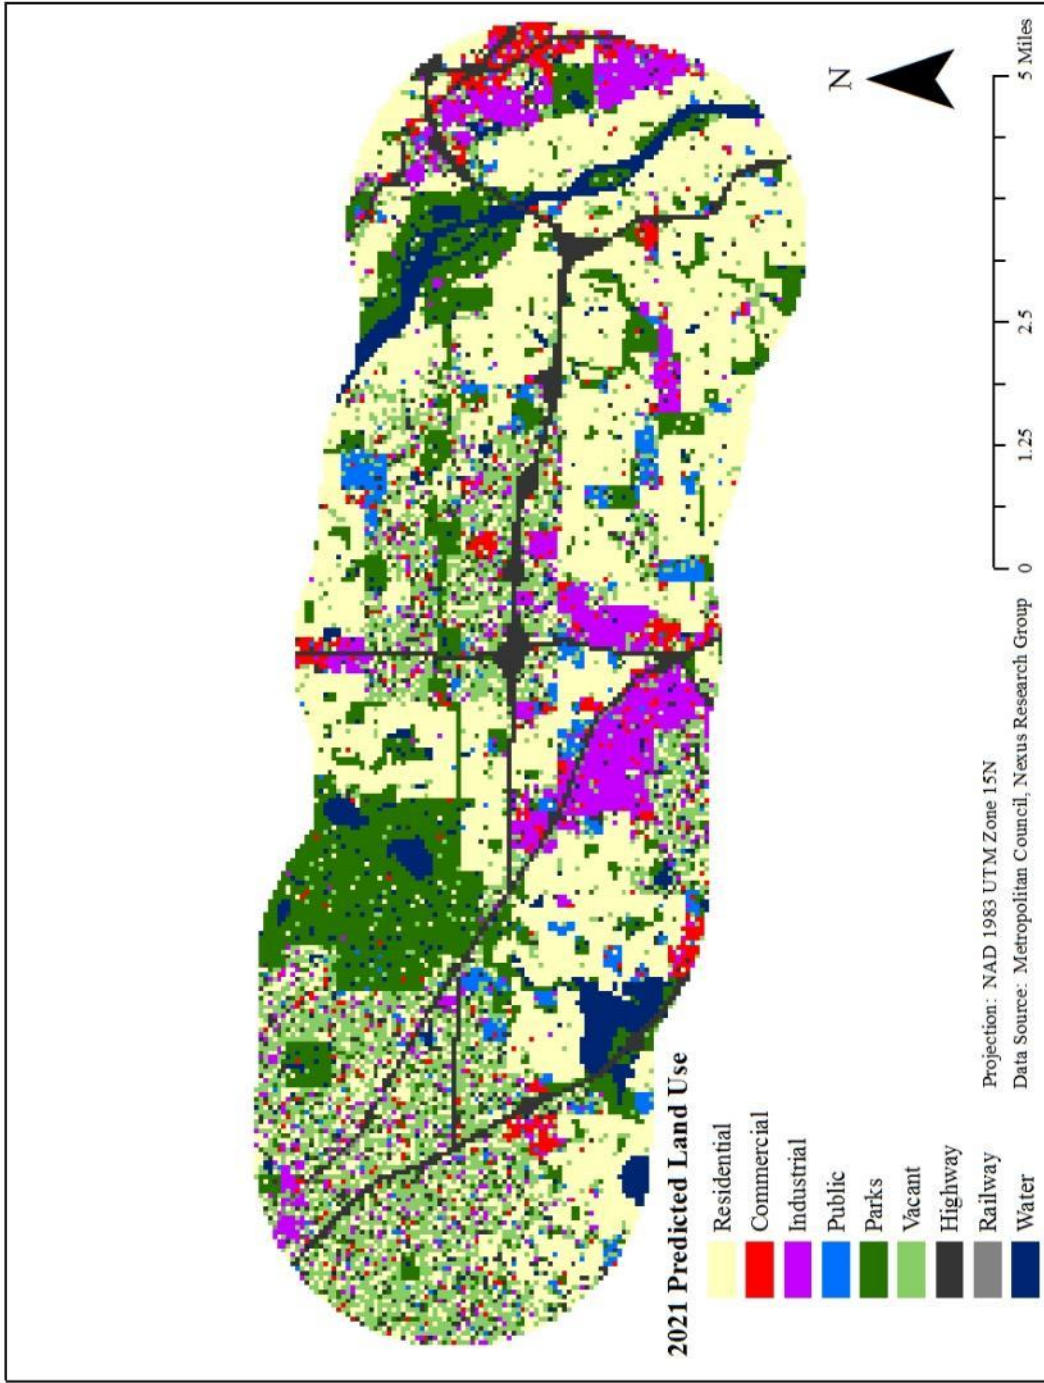 N
2021 Predicted Land Use
Residential
Commercial
Industrial
Public
Parks
Vacant
Highway
Railway
Water
Projection: NAD 1983 UTM Zone 15N
Data Source: Metropolitan Council, Nexus Research Group
0 1.25 2.5 5 Miles